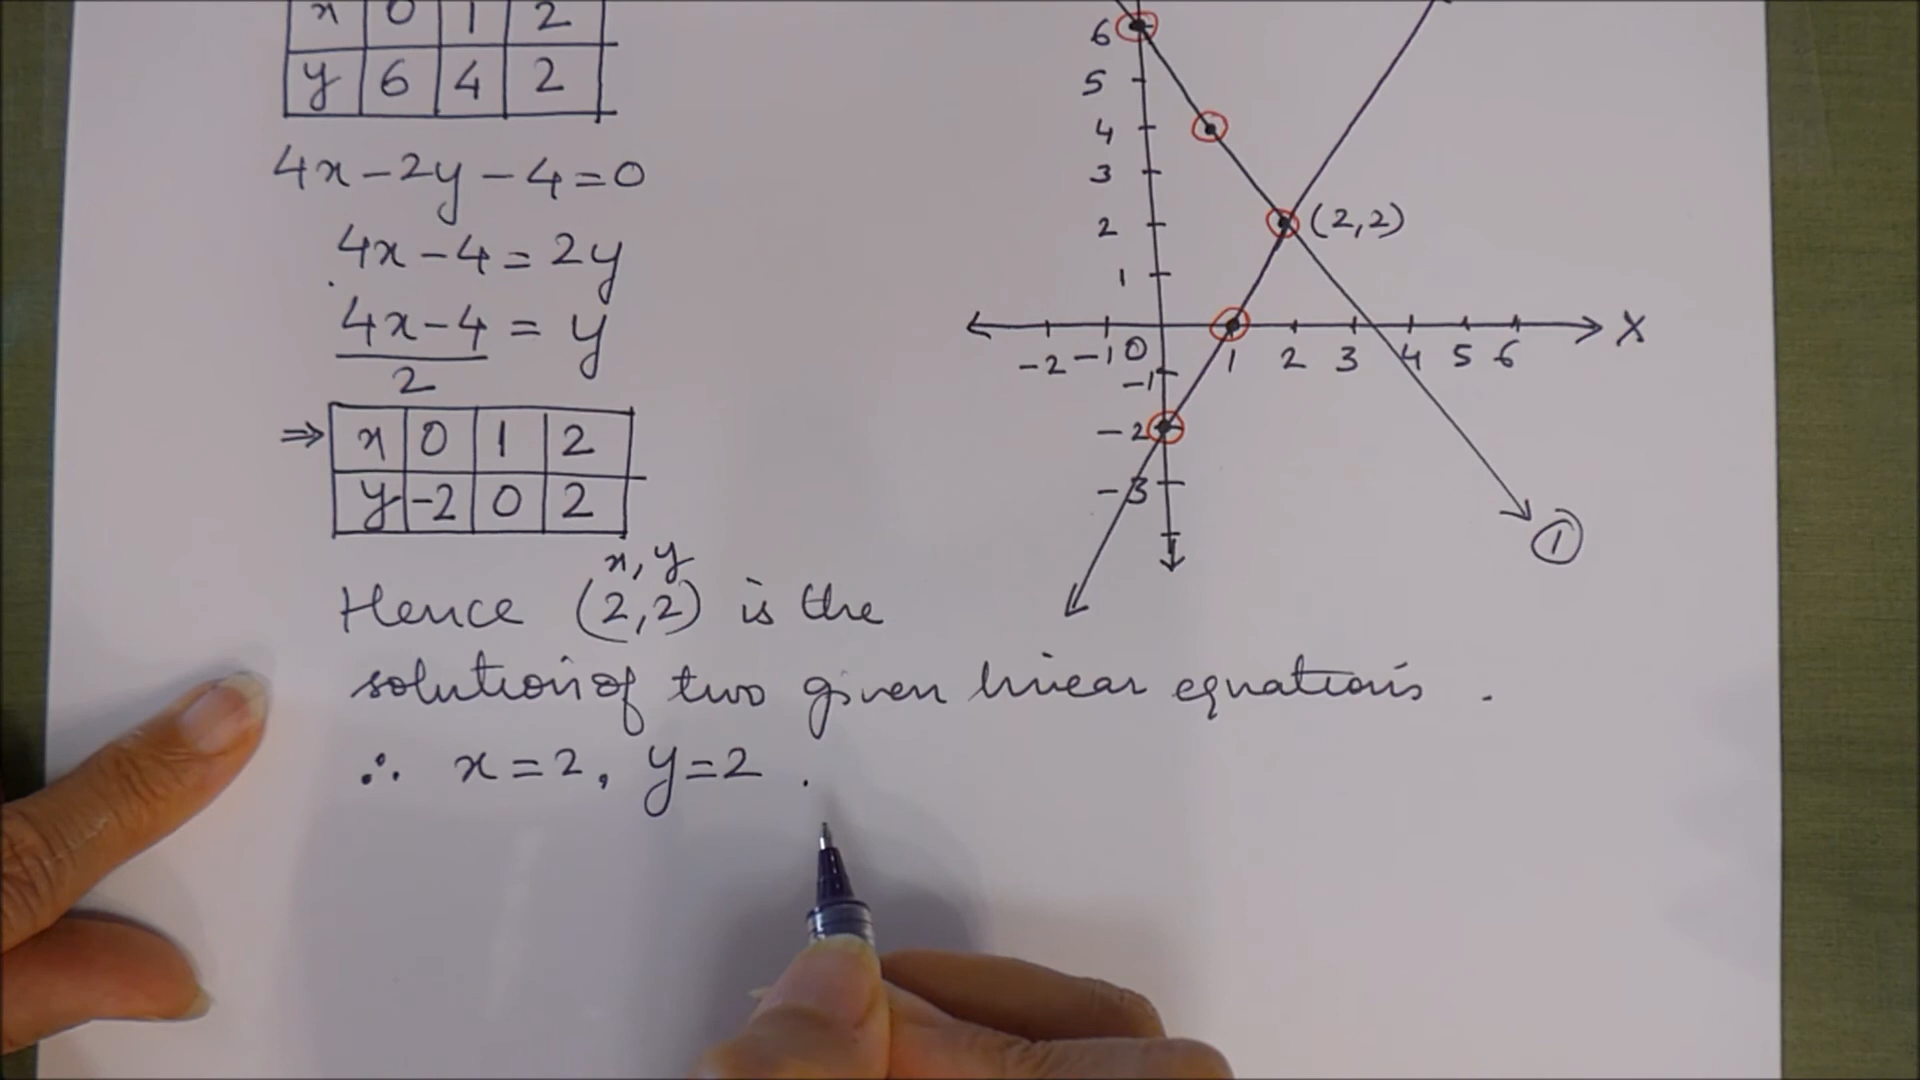 x 0 1 2
y 6 4 2
4x-2y-4=0
4x-4=2y
4x-4 = y
2
⇒ x 0 1 2
y -2 0 2
x, y
Hence (2,2) is the
solution of two given linear equations.
∴ x=2, y=2.
6
5
4
3
2 (2,2)
1
X
-2 -1 0 1 2 3 4 5 6
-1
-2
-3
①